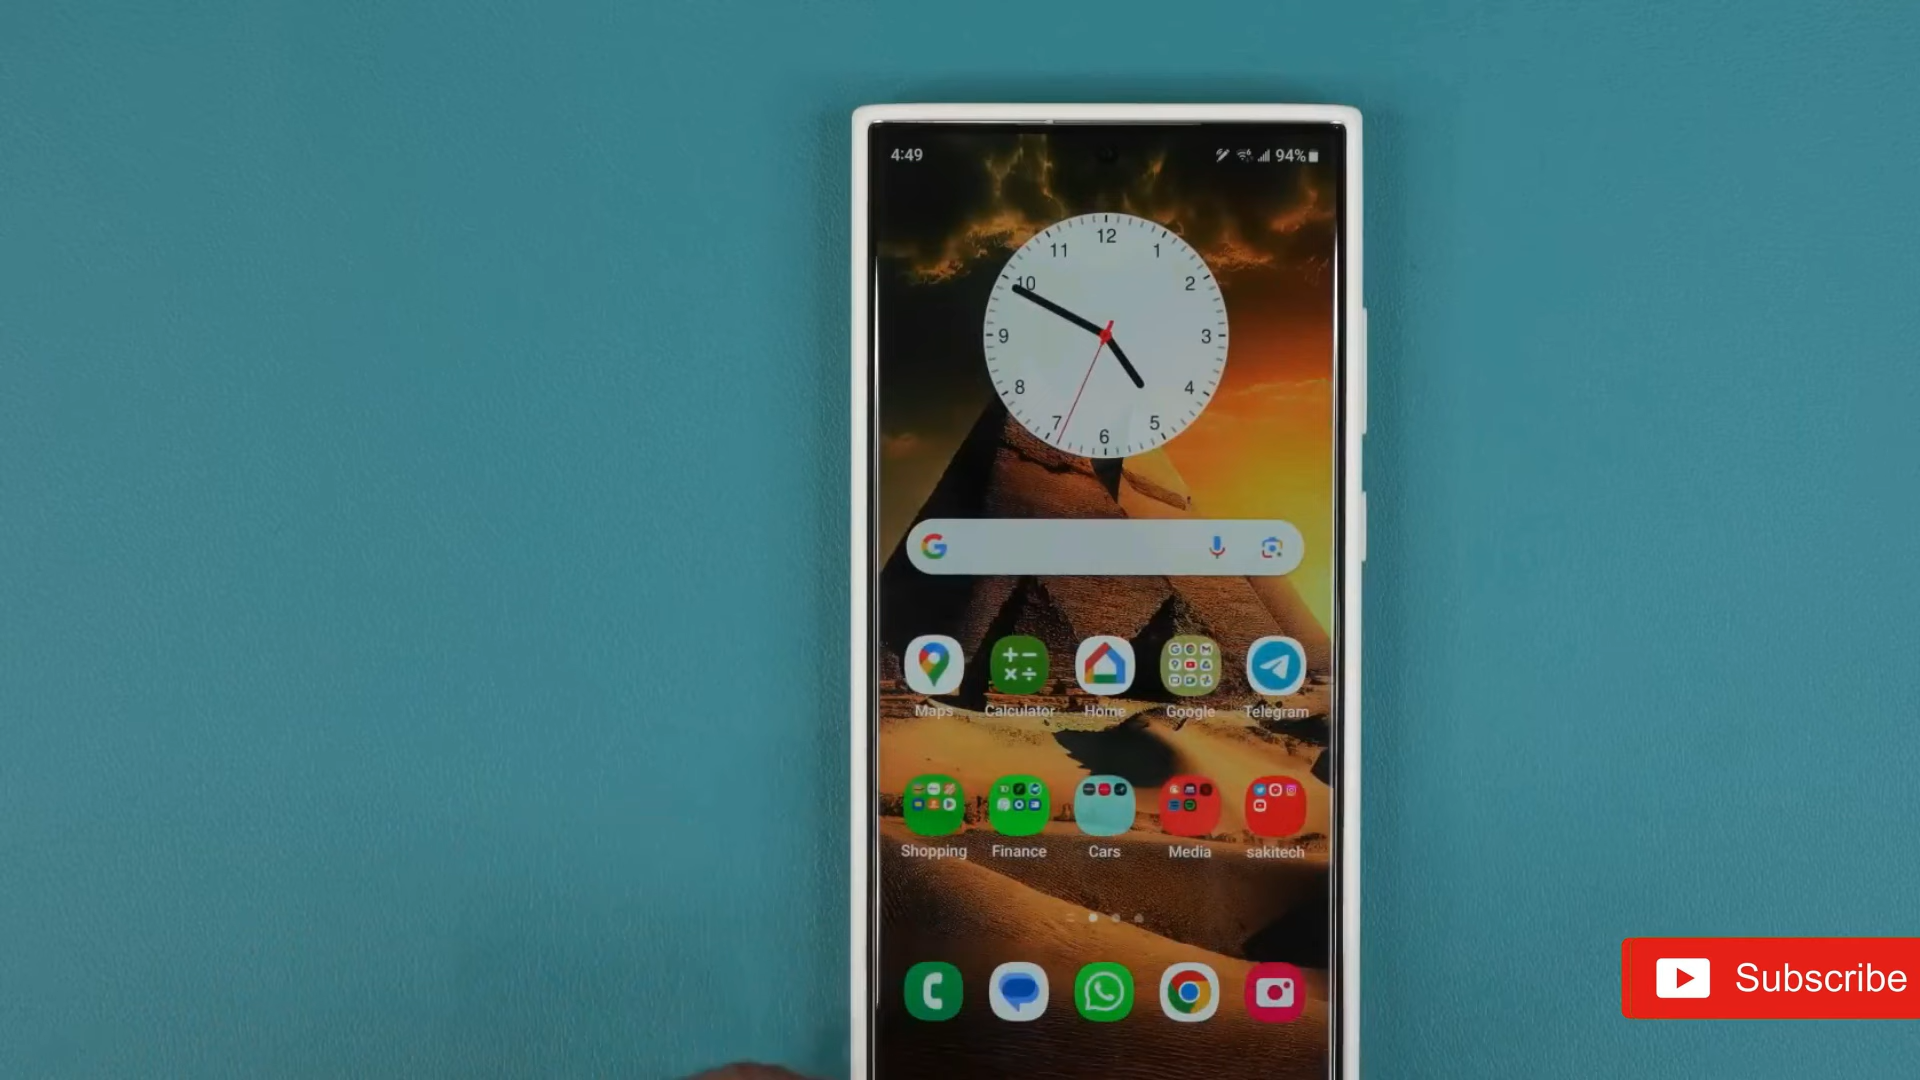 4:49
94%
12
11
1
10
2
9
3
8
4
7
5
6
G
Maps
Calculator
Home
Google
Telegram
Shopping
Finance
Cars
Media
sakitech
Subscribe